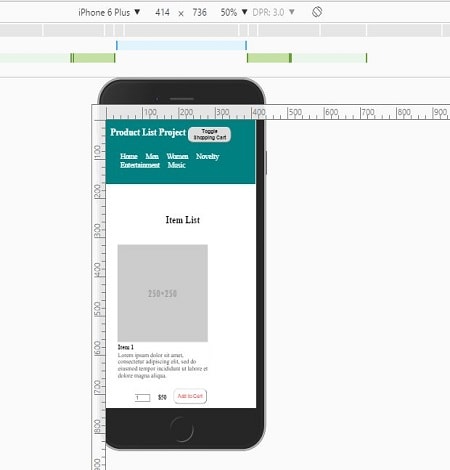 iPhone 6 Plus ▼ 414 × 736 50% ▼ DPR: 3.0 ▼
100 200 300 400 500 600 700 800 900
Product List Project
Toggle
Shopping Cart
Home Men Women Novelty
Entertainment Music
Item List
250×250
Item 1
Lorem ipsum dolor sit amet,
consectetur adipiscing elit, sed do
eiusmod tempor incididunt ut labore et
dolore magna aliqua.
1 $50 Add to Cart
100
200
300
400
500
600
700
800
900